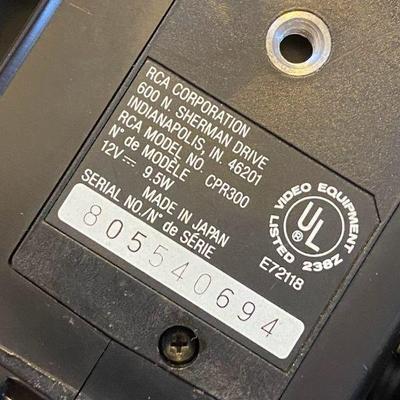 RCA CORPORATION
600 N. SHERMAN DRIVE
INDIANAPOLIS, IN. 46201
RCA MODEL NO. CPR300
N° de MODÈLE
12V⎓ 9.5W
MADE IN JAPAN
SERIAL NO./N° de SÉRIE
805540694
VIDEO EQUIPMENT
UL
LISTED 238Z
E72118